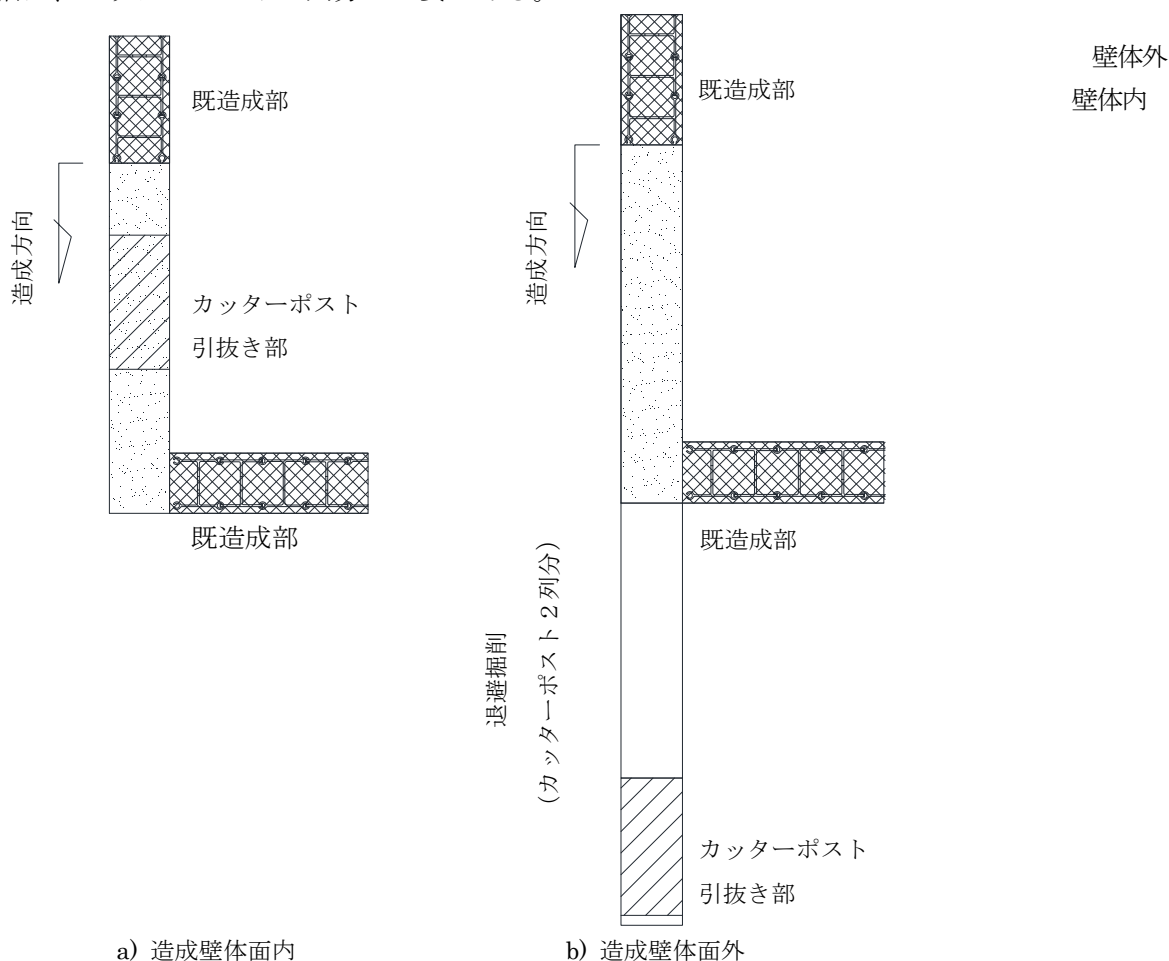 既造成部
造成方向
カッターポスト
引抜き部
既造成部
a) 造成壁体面内
既造成部
造成方向
既造成部
退避掘削
(カッターポスト2列分)
カッターポスト
引抜き部
b) 造成壁体面外
壁体外
壁体内